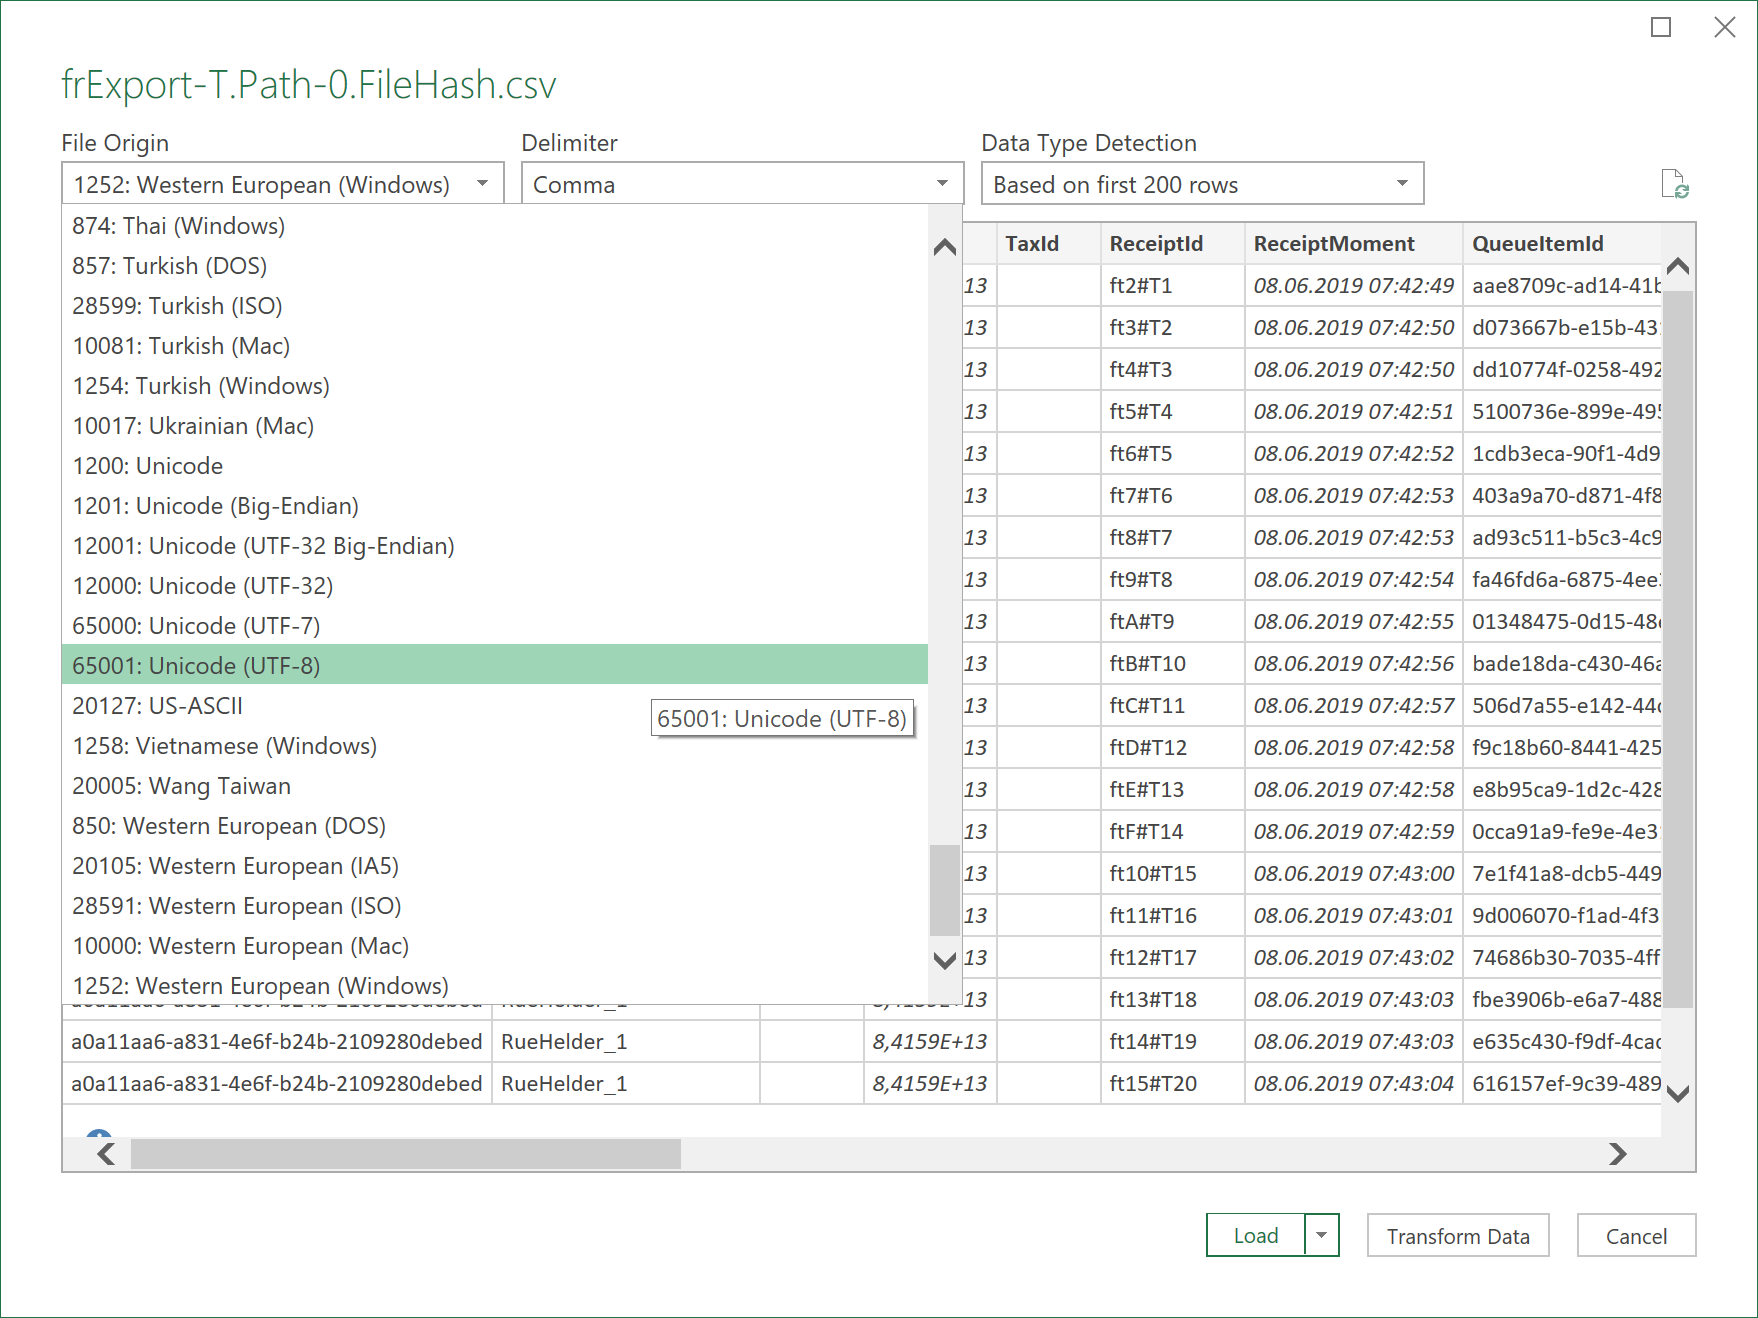 frExport-T.Path-0.FileHash.csv
File Origin Delimiter Data Type Detection
1252: Western European (Windows) Comma Based on first 200 rows
874: Thai (Windows)
857: Turkish (DOS)
28599: Turkish (ISO)
10081: Turkish (Mac)
1254: Turkish (Windows)
10017: Ukrainian (Mac)
1200: Unicode
1201: Unicode (Big-Endian)
12001: Unicode (UTF-32 Big-Endian)
12000: Unicode (UTF-32)
65000: Unicode (UTF-7)
65001: Unicode (UTF-8)
20127: US-ASCII
65001: Unicode (UTF-8)
1258: Vietnamese (Windows)
20005: Wang Taiwan
850: Western European (DOS)
20105: Western European (IA5)
28591: Western European (ISO)
10000: Western European (Mac)
1252: Western European (Windows)
TaxId ReceiptId ReceiptMoment QueueItemId
13 ft2#T1 08.06.2019 07:42:49 aae8709c-ad14-41b
13 ft3#T2 08.06.2019 07:42:50 d073667b-e15b-43
13 ft4#T3 08.06.2019 07:42:50 dd10774f-0258-492
13 ft5#T4 08.06.2019 07:42:51 5100736e-899e-495
13 ft6#T5 08.06.2019 07:42:52 1cdb3eca-90f1-4d9
13 ft7#T6 08.06.2019 07:42:53 403a9a70-d871-4f8
13 ft8#T7 08.06.2019 07:42:53 ad93c511-b5c3-4c9
13 ft9#T8 08.06.2019 07:42:54 fa46fd6a-6875-4ee
13 ftA#T9 08.06.2019 07:42:55 01348475-0d15-48
13 ftB#T10 08.06.2019 07:42:56 bade18da-c430-46a
13 ftC#T11 08.06.2019 07:42:57 506d7a55-e142-44
13 ftD#T12 08.06.2019 07:42:58 f9c18b60-8441-425
13 ftE#T13 08.06.2019 07:42:58 e8b95ca9-1d2c-428
13 ftF#T14 08.06.2019 07:42:59 0cca91a9-fe9e-4e3
13 ft10#T15 08.06.2019 07:43:00 7e1f41a8-dcb5-449
13 ft11#T16 08.06.2019 07:43:01 9d006070-f1ad-4f3
13 ft12#T17 08.06.2019 07:43:02 74686b30-7035-4ff
a0a11aa6-a831-4e6f-b24b-2109280debed RueHelder_1 8,4159E+13 ft13#T18 08.06.2019 07:43:03 fbe3906b-e6a7-488
a0a11aa6-a831-4e6f-b24b-2109280debed RueHelder_1 8,4159E+13 ft14#T19 08.06.2019 07:43:03 e635c430-f9df-4cac
a0a11aa6-a831-4e6f-b24b-2109280debed RueHelder_1 8,4159E+13 ft15#T20 08.06.2019 07:43:04 616157ef-9c39-489
Load Transform Data Cancel